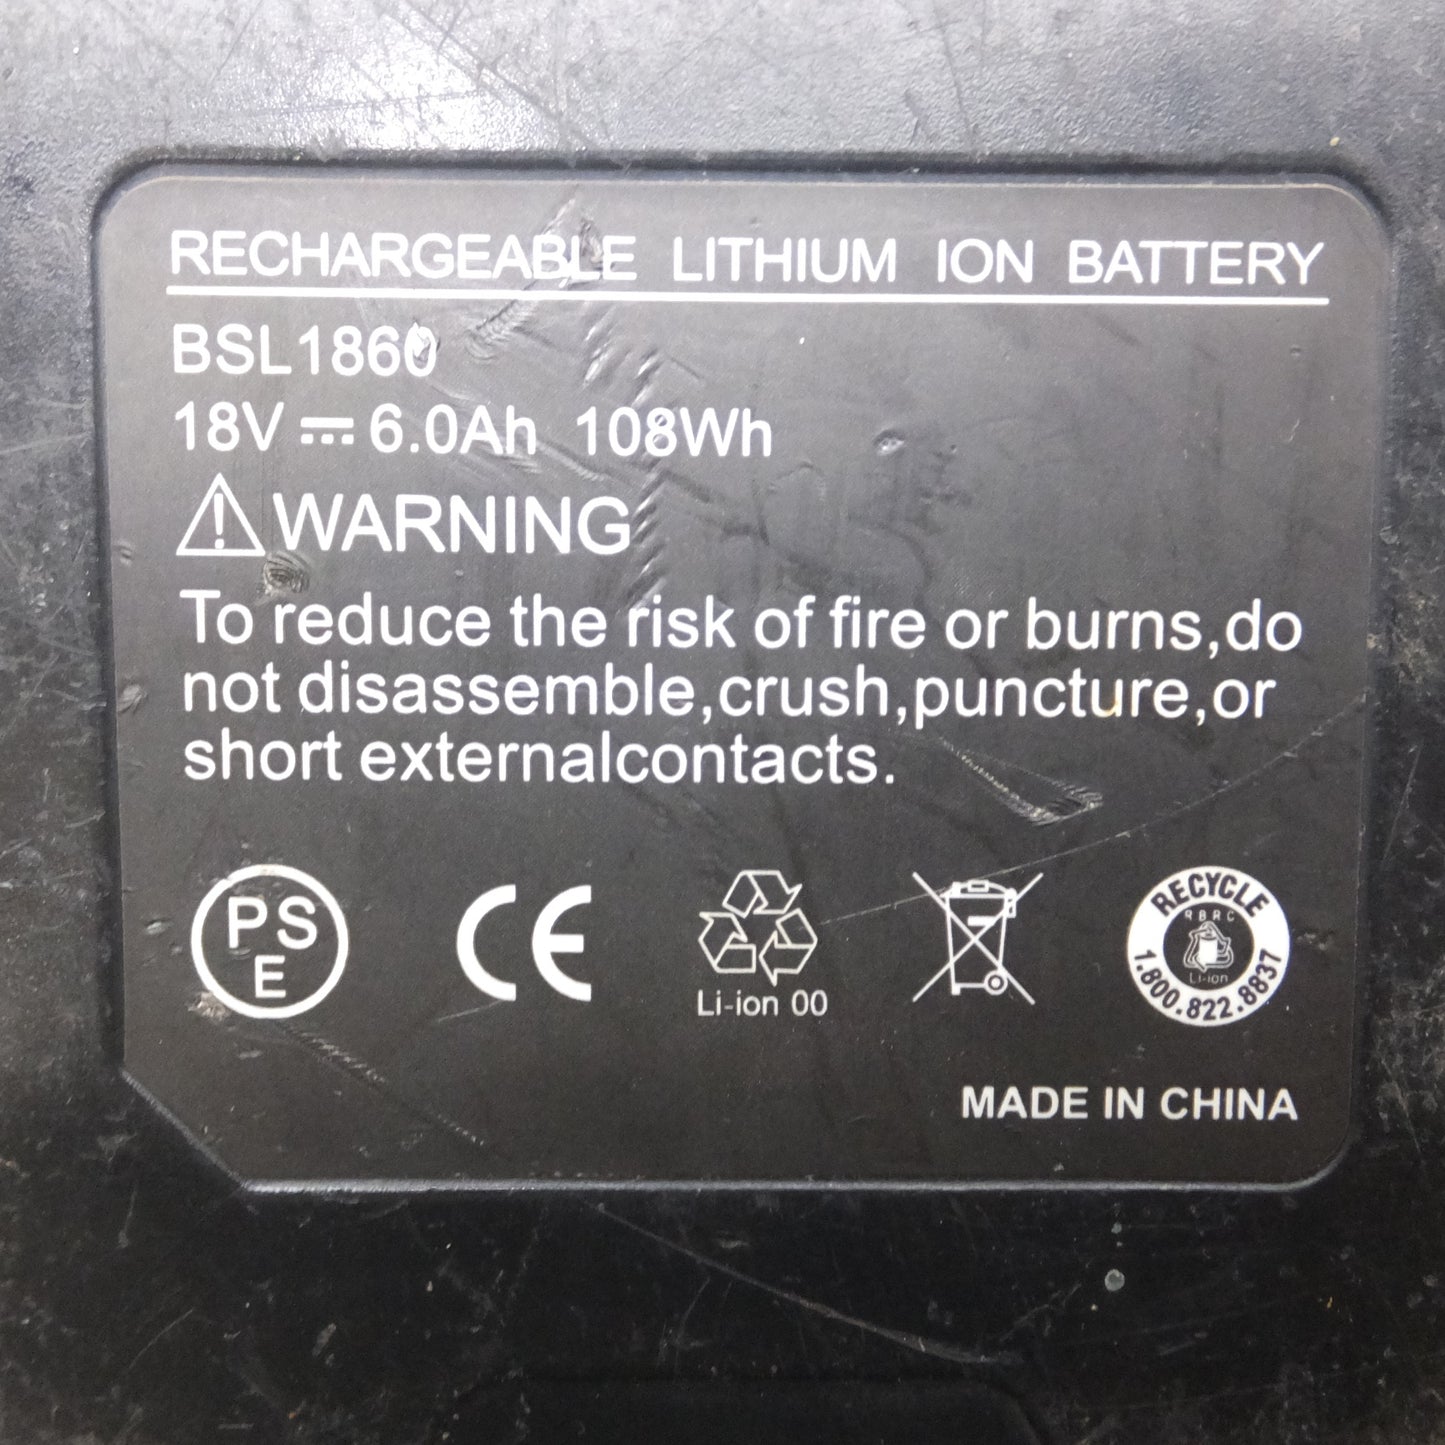 RECHARGEABLE LITHIUM ION BATTERY
BSL1860
18V ⎓ 6.0Ah 108Wh
WARNING
To reduce the risk of fire or burns,do
not disassemble,crush,puncture,or
short externalcontacts.
PS
E
CE
Li-ion 00
RECYCLE
RBRC
Li-ion
1.800.822.8837
MADE IN CHINA